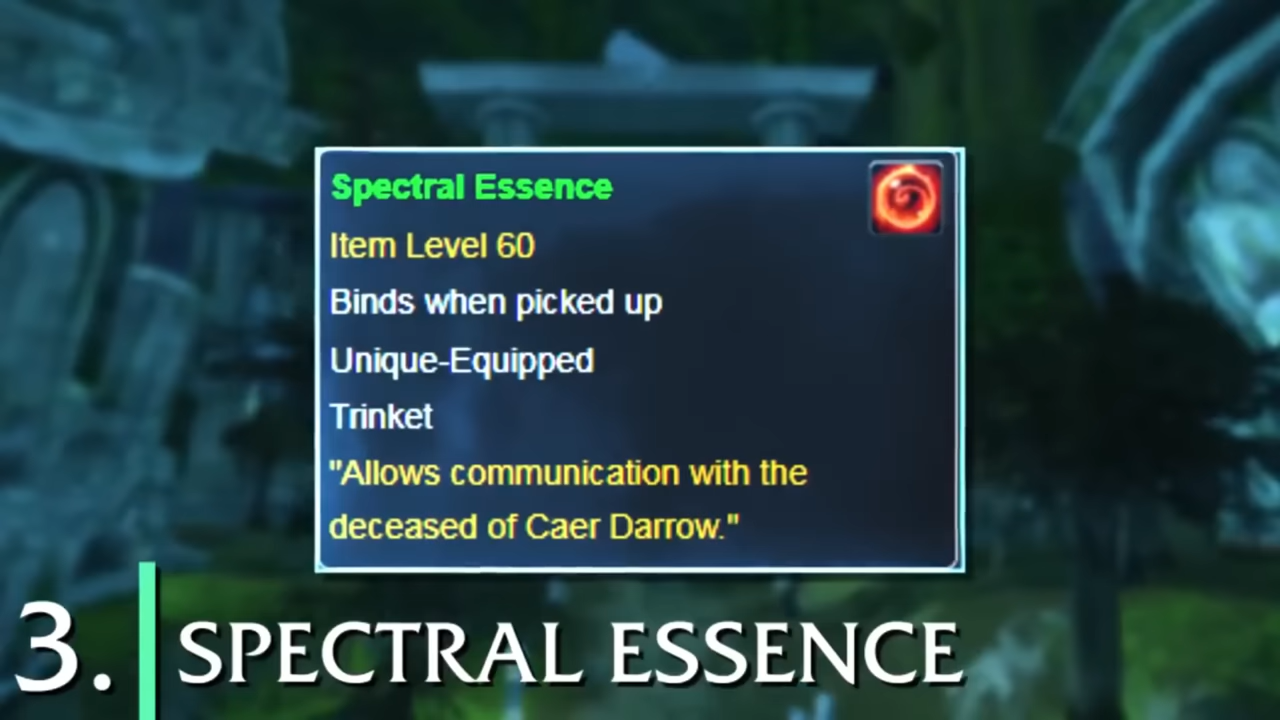 Spectral Essence
Item Level 60
Binds when picked up
Unique-Equipped
Trinket
"Allows communication with the
deceased of Caer Darrow."
3. SPECTRAL ESSENCE